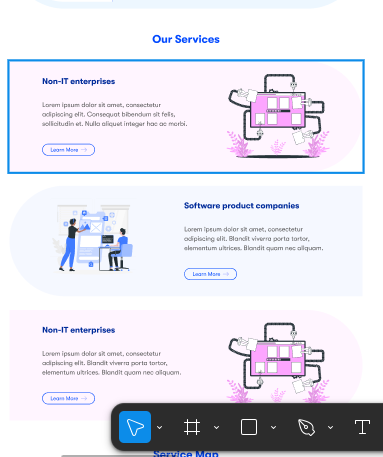 Our Services
Non-IT enterprises
Lorem ipsum dolor sit amet, consectetur
adipiscing elit. Consequat bibendum sit felis,
sollicitudin et. Nulla aliquet integer hac ac morbi.
Learn More →
Software product companies
Lorem ipsum dolor sit amet, consectetur
adipiscing elit. Blandit viverra porta tortor,
elementum ultrices. Blandit quam nec aliquam.
Learn More →
Non-IT enterprises
Lorem ipsum dolor sit amet, consectetur
adipiscing elit. Blandit viverra porta tortor,
elementum ultrices. Blandit quam nec aliquam.
Learn More →
Service Map